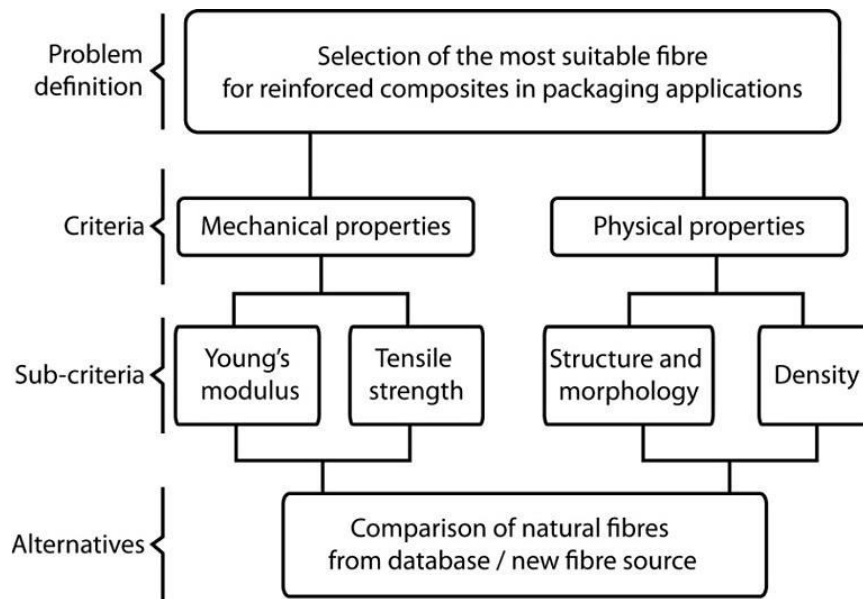 Problem
definition
Selection of the most suitable fibre
for reinforced composites in packaging applications
Criteria
Mechanical properties
Physical properties
Sub-criteria
Young's
modulus
Tensile
strength
Structure and
morphology
Density
Alternatives
Comparison of natural fibres
from database / new fibre source